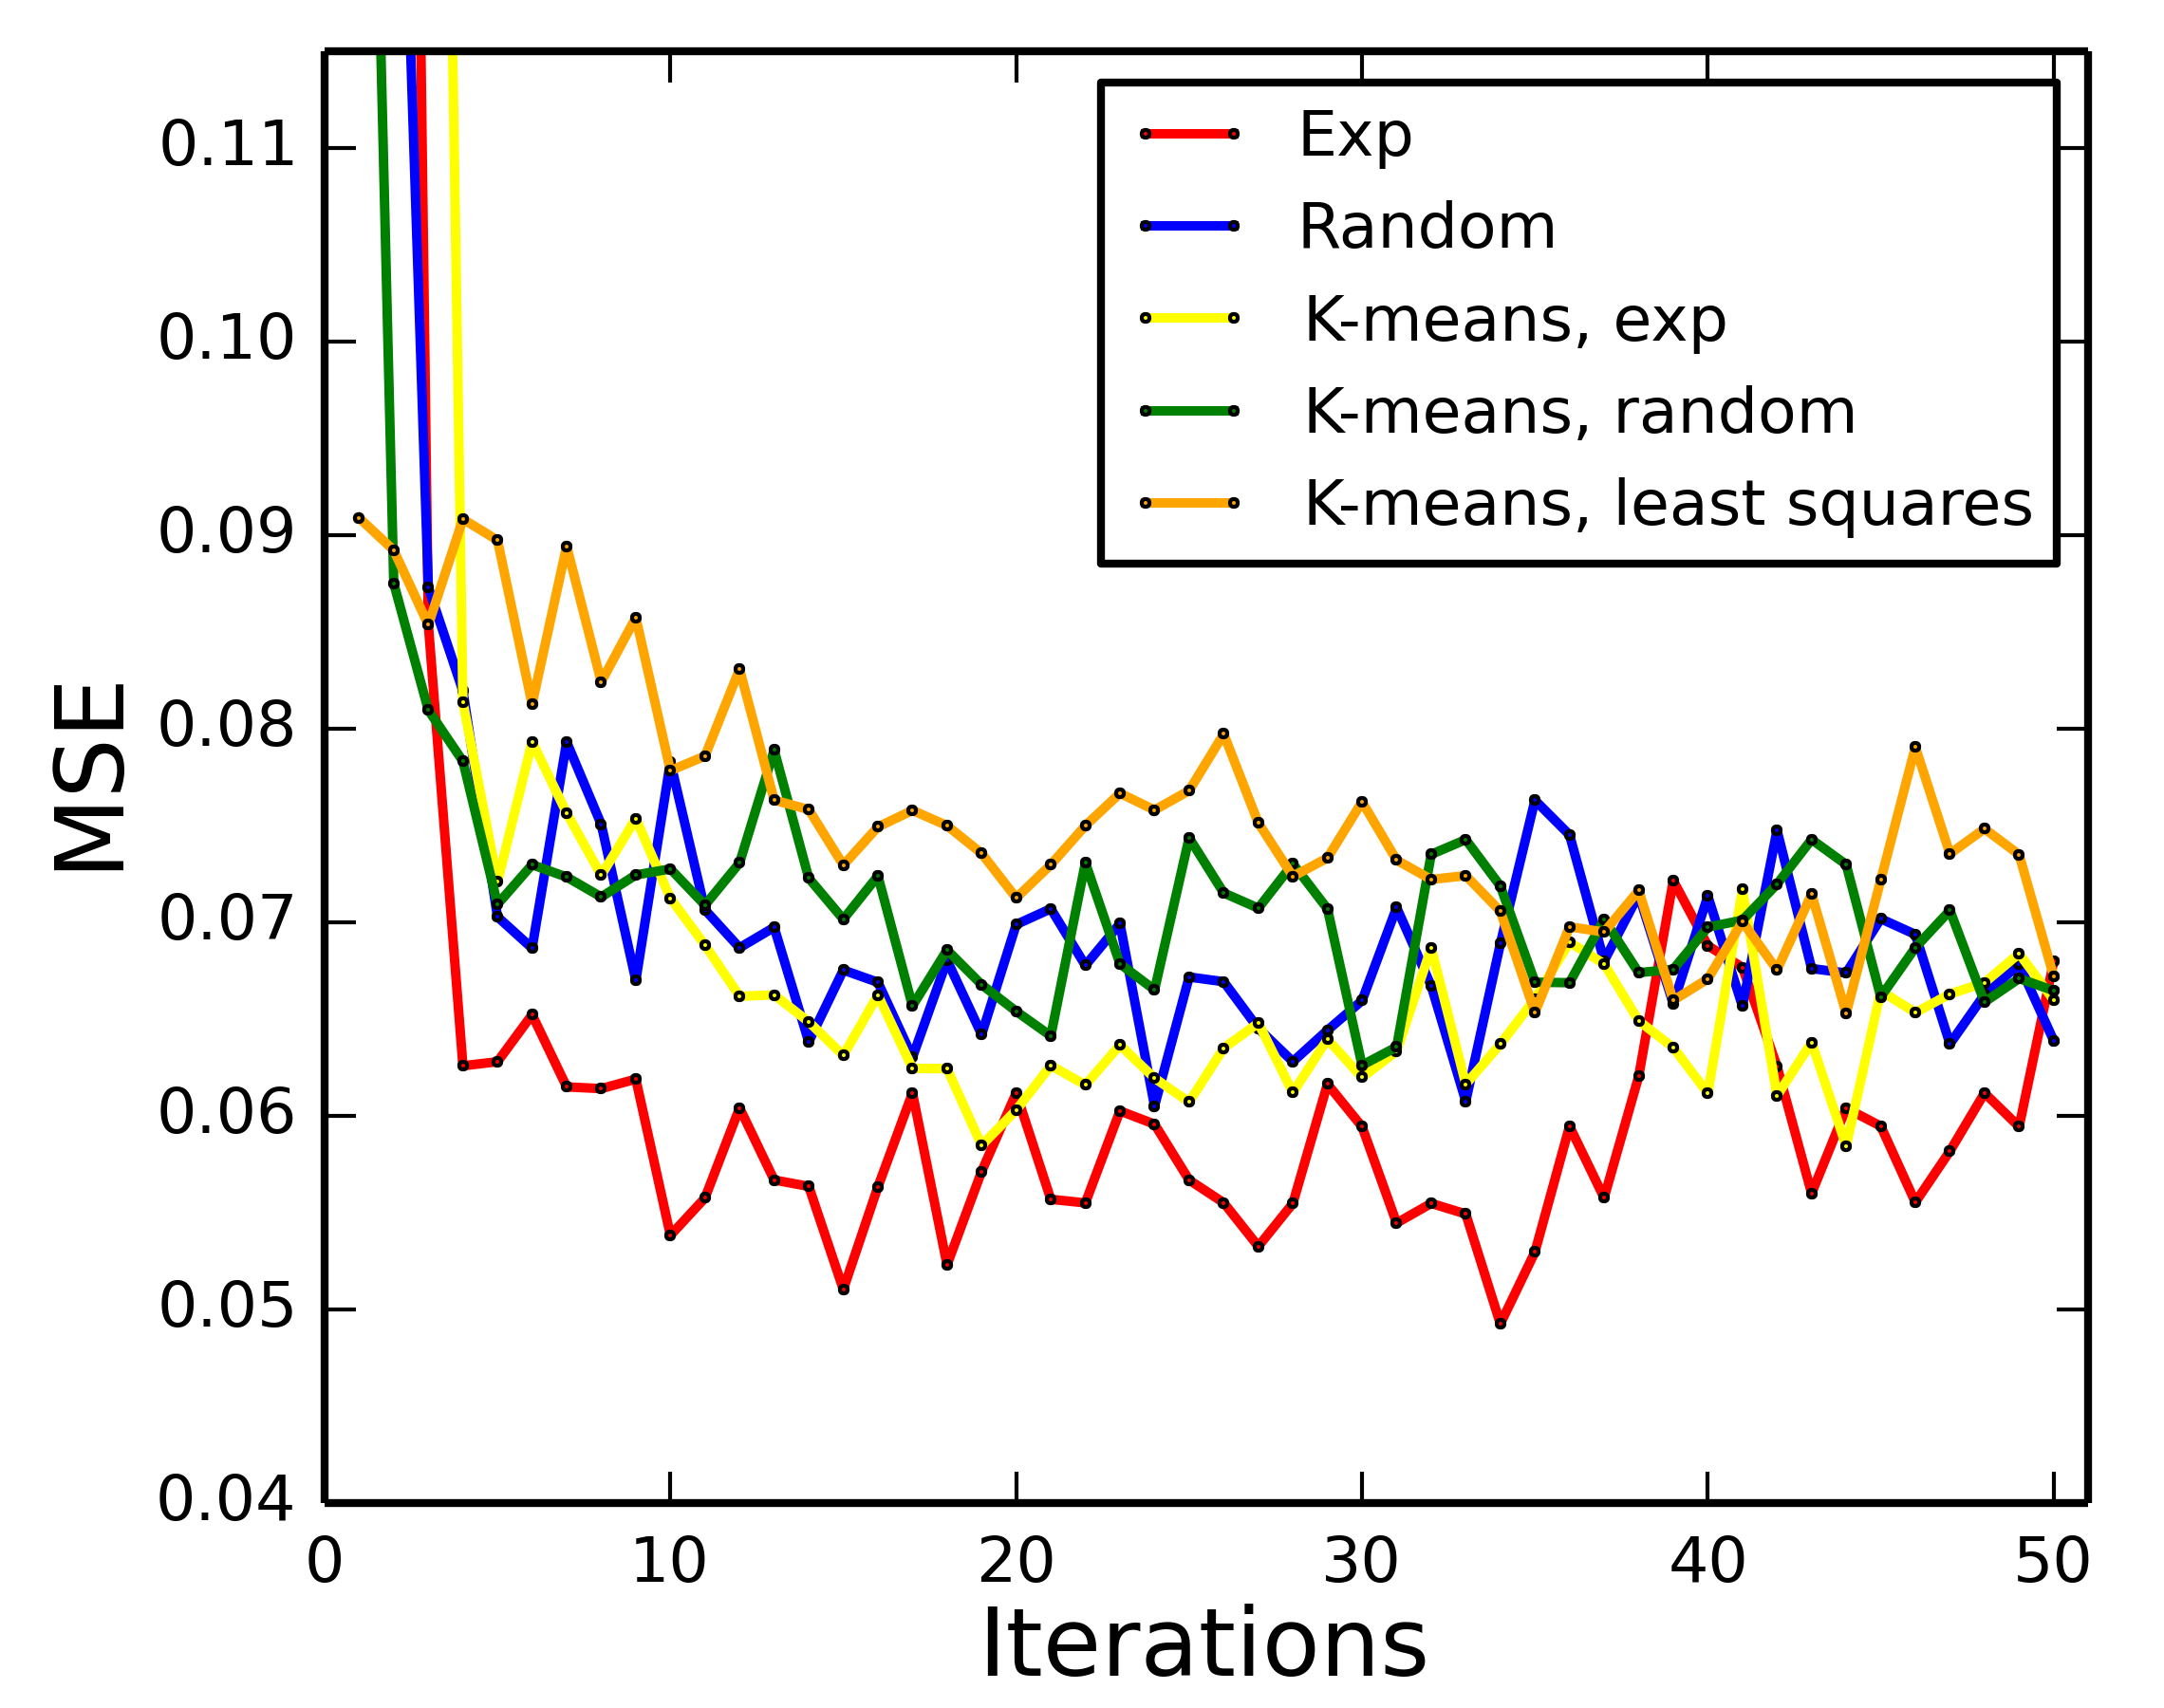 0.11
0.10
0.09
0.08
0.07
0.06
0.05
0.04
MSE
Exp
Random
K-means, exp
K-means, random
K-means, least squares
0 10 20 30 40 50
Iterations